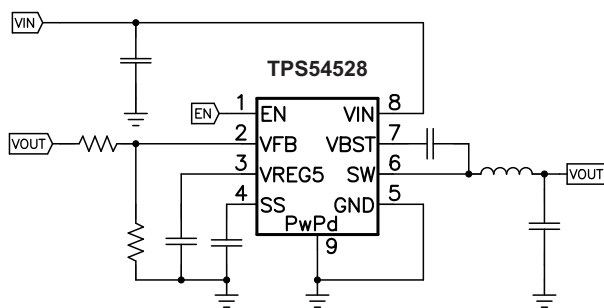 VIN
TPS54528
EN
1
EN
VIN
8
VOUT
2
VFB
VBST
7
3
VREG5
SW
6
VOUT
4
SS
GND
5
PwPd
9